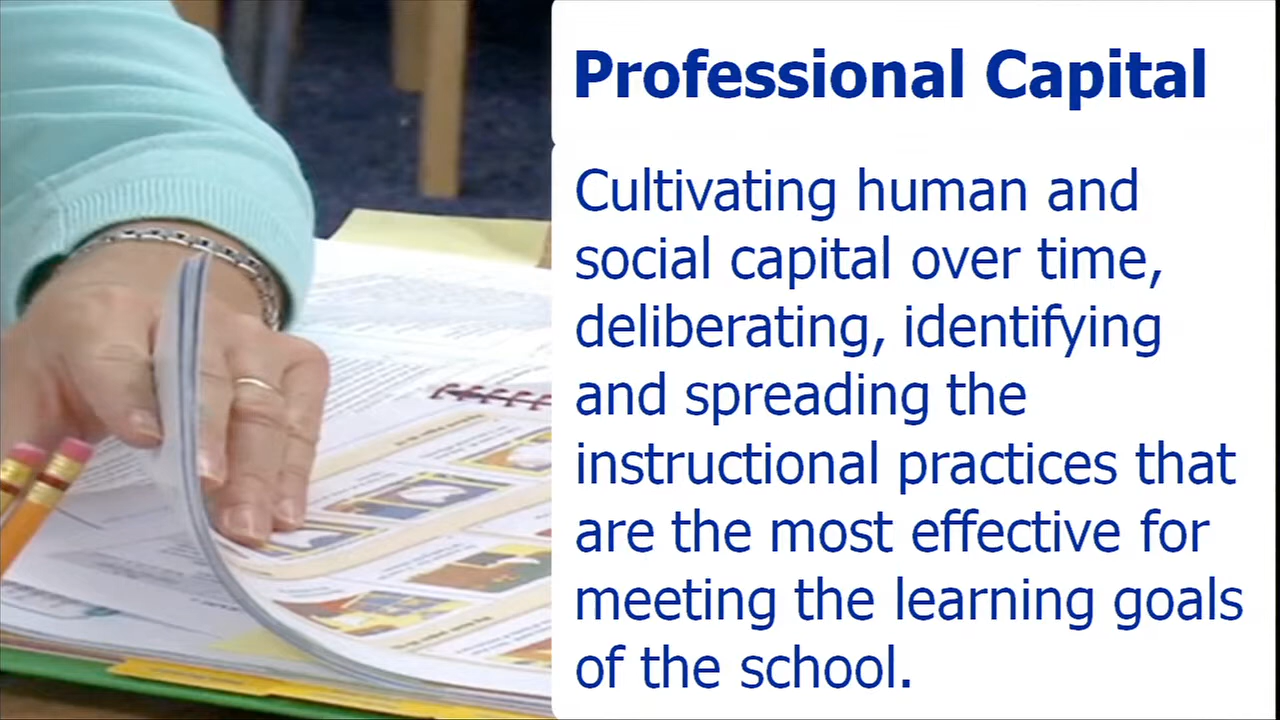 Professional Capital
Cultivating human and
social capital over time,
deliberating, identifying
and spreading the
instructional practices that
are the most effective for
meeting the learning goals
of the school.